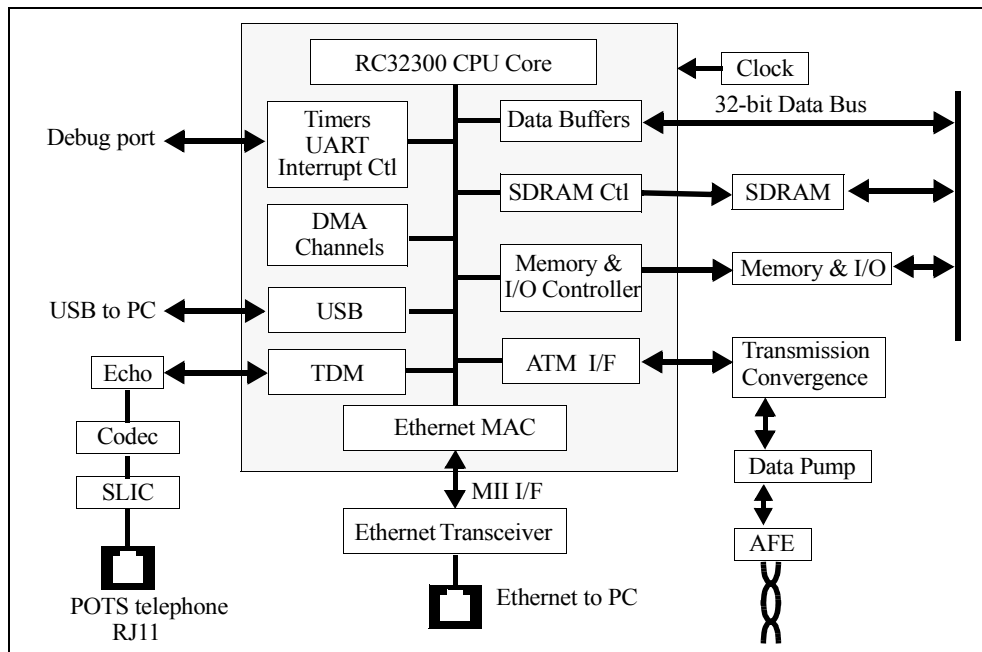 RC32300 CPU Core
Clock
32-bit Data Bus
Debug port
Timers
UART
Interrupt Ctl
Data Buffers
SDRAM Ctl
SDRAM
DMA
Channels
Memory &
I/O Controller
Memory & I/O
USB to PC
USB
Echo
TDM
ATM I/F
Transmission
Convergence
Codec
Ethernet MAC
Data Pump
SLIC
MII I/F
Ethernet Transceiver
AFE
POTS telephone
RJ11
Ethernet to PC